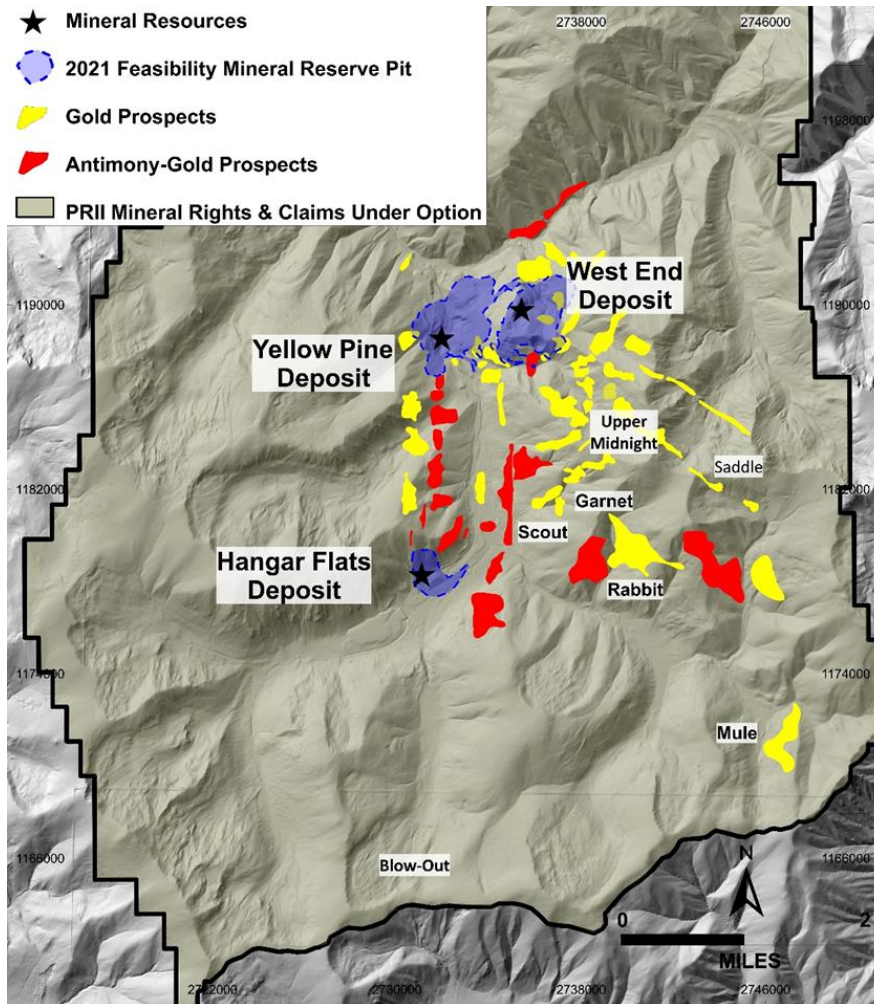 Mineral Resources
2021 Feasibility Mineral Reserve Pit
Gold Prospects
Antimony-Gold Prospects
PRII Mineral Rights & Claims Under Option
2738000
2746000
1198000
1190000
1190000
West End
Deposit
Yellow Pine
Deposit
Upper
Midnight
Saddle
1182000
1182000
Garnet
Scout
Hangar Flats
Deposit
Rabbit
1174000
1174000
Mule
1166000
1166000
Blow-Out
N
0
2
MILES
2722000
2730000
2738000
2746000